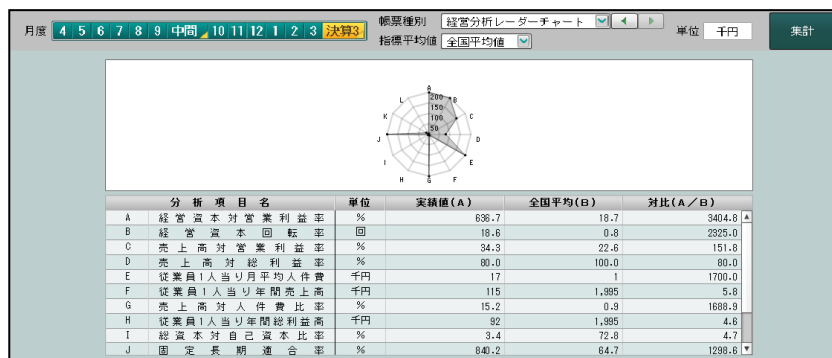 帳票種別 経営分析レーダーチャート
月度 4 5 6 7 8 9 中間 10 11 12 1 2 3 決算3 単位 千円 集計
指標平均値 全国平均値
A
L B
200
150
K C
100
50
J D
I E
H F
G
分析項目名 単位 実績値(A) 全国平均(B) 対比(A/B)
A 経営資本対営業利益率 % 636.7 18.7 3404.8
B 経営資本回転率 回 18.6 0.8 2325.0
C 売上高対営業利益率 % 34.3 22.6 151.8
D 売上高対総利益率 % 80.0 100.0 80.0
E 従業員1人当り月平均人件費 千円 17 1 1700.0
F 従業員1人当り年間売上高 千円 115 1,995 5.8
G 売上高対人件費比率 % 15.2 0.9 1688.9
H 従業員1人当り年間総利益高 千円 92 1,995 4.6
I 総資本対自己資本比率 % 3.4 72.8 4.7
J 固定長期適合率 % 840.2 64.7 1298.6